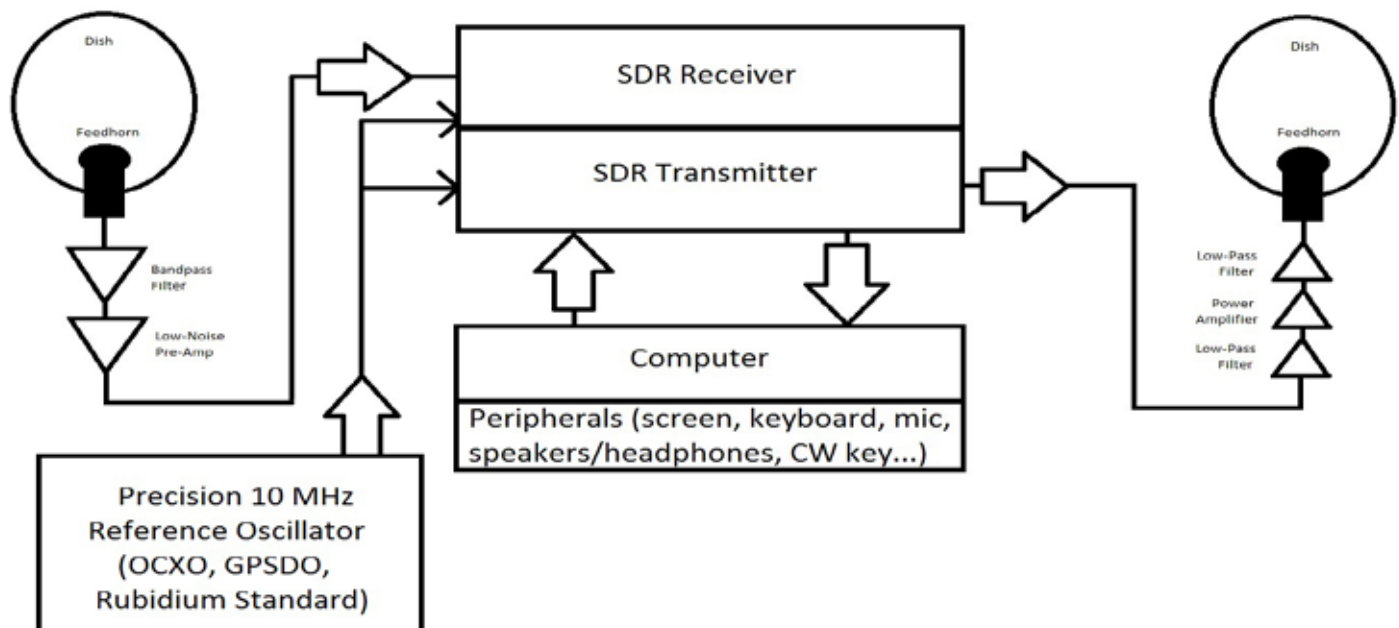 Dish
Feedhorn
Bandpass
Filter
Low-Noise
Pre-Amp
SDR Receiver
SDR Transmitter
Computer
Peripherals (screen, keyboard, mic,
speakers/headphones, CW key...)
Precision 10 MHz
Reference Oscillator
(OCXO, GPSDO,
Rubidium Standard)
Dish
Feedhorn
Low-Pass
Filter
Power
Amplifier
Low-Pass
Filter